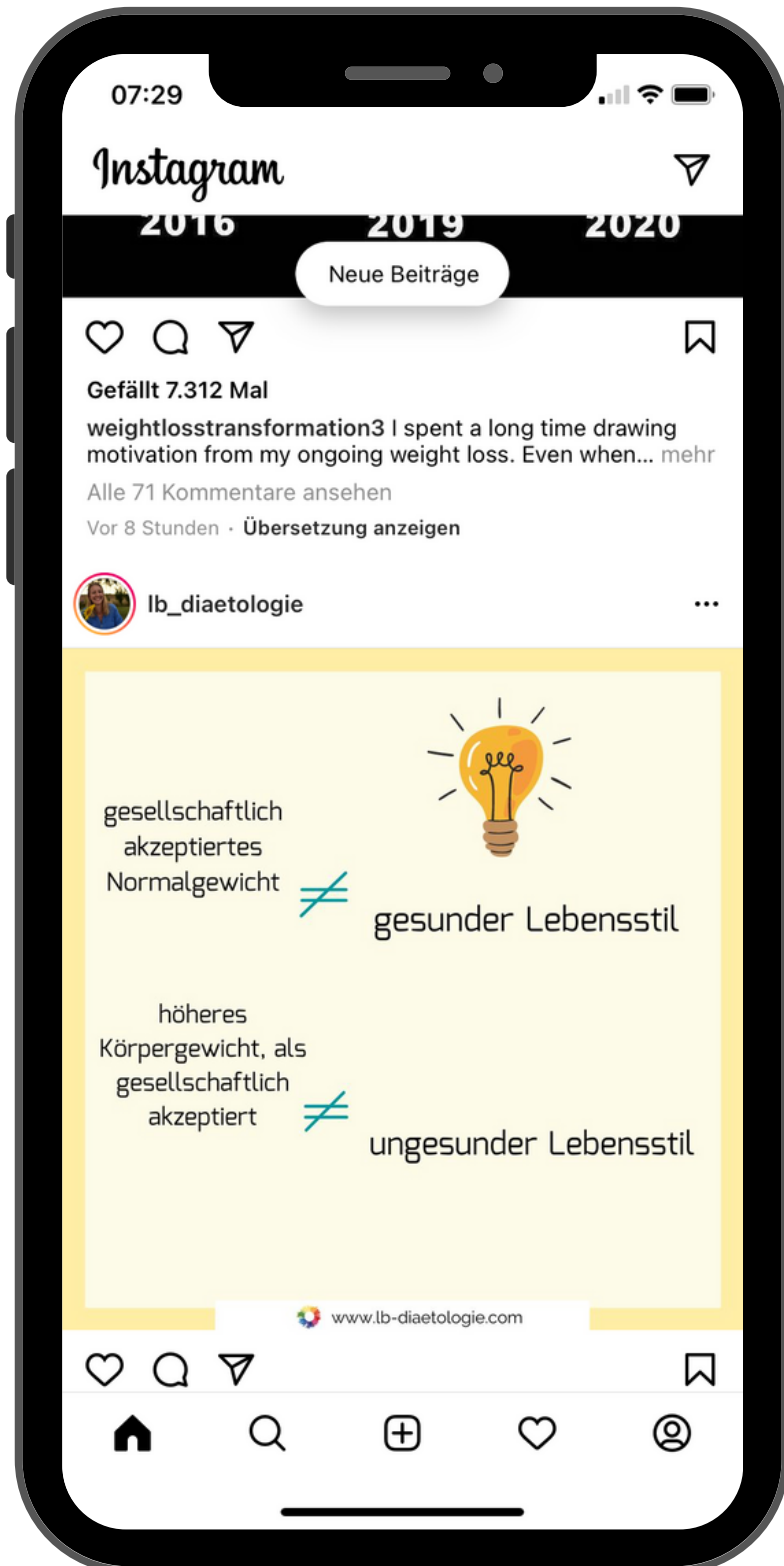 07:29
Instagram
2016 2019 2020
Neue Beiträge
Gefällt 7.312 Mal
weightlosstransformation3 I spent a long time drawing
motivation from my ongoing weight loss. Even when... mehr
Alle 71 Kommentare ansehen
Vor 8 Stunden · Übersetzung anzeigen
lb_diaetologie
gesellschaftlich
akzeptiertes
Normalgewicht
≠
gesunder Lebensstil
höheres
Körpergewicht, als
gesellschaftlich
akzeptiert
≠
ungesunder Lebensstil
www.lb-diaetologie.com